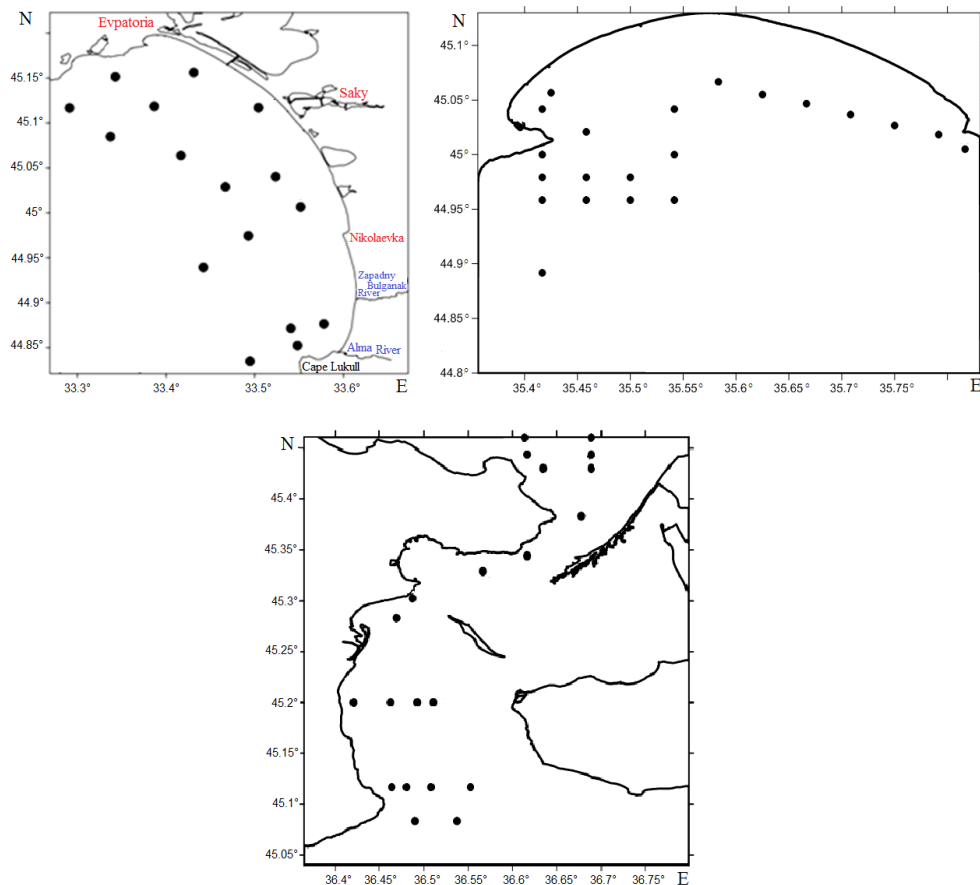 N
Evpatoria
Saky
Nikolaevka
Zapadny
Bulganak
River
Alma River
Cape Lukull
45.15°
45.1°
45.05°
45°
44.95°
44.9°
44.85°
33.3° 33.4° 33.5° 33.6°
E
N
45.1°
45.05°
45°
44.95°
44.9°
44.8°
35.4° 35.45° 35.5° 35.55° 35.6° 35.65° 35.7° 35.75°
E
N
45.4°
45.35°
45.3°
45.25°
45.2°
45.15°
45.1°
45.05°
36.4° 36.45° 36.5° 36.55° 36.6° 36.65° 36.7° 36.75°
E